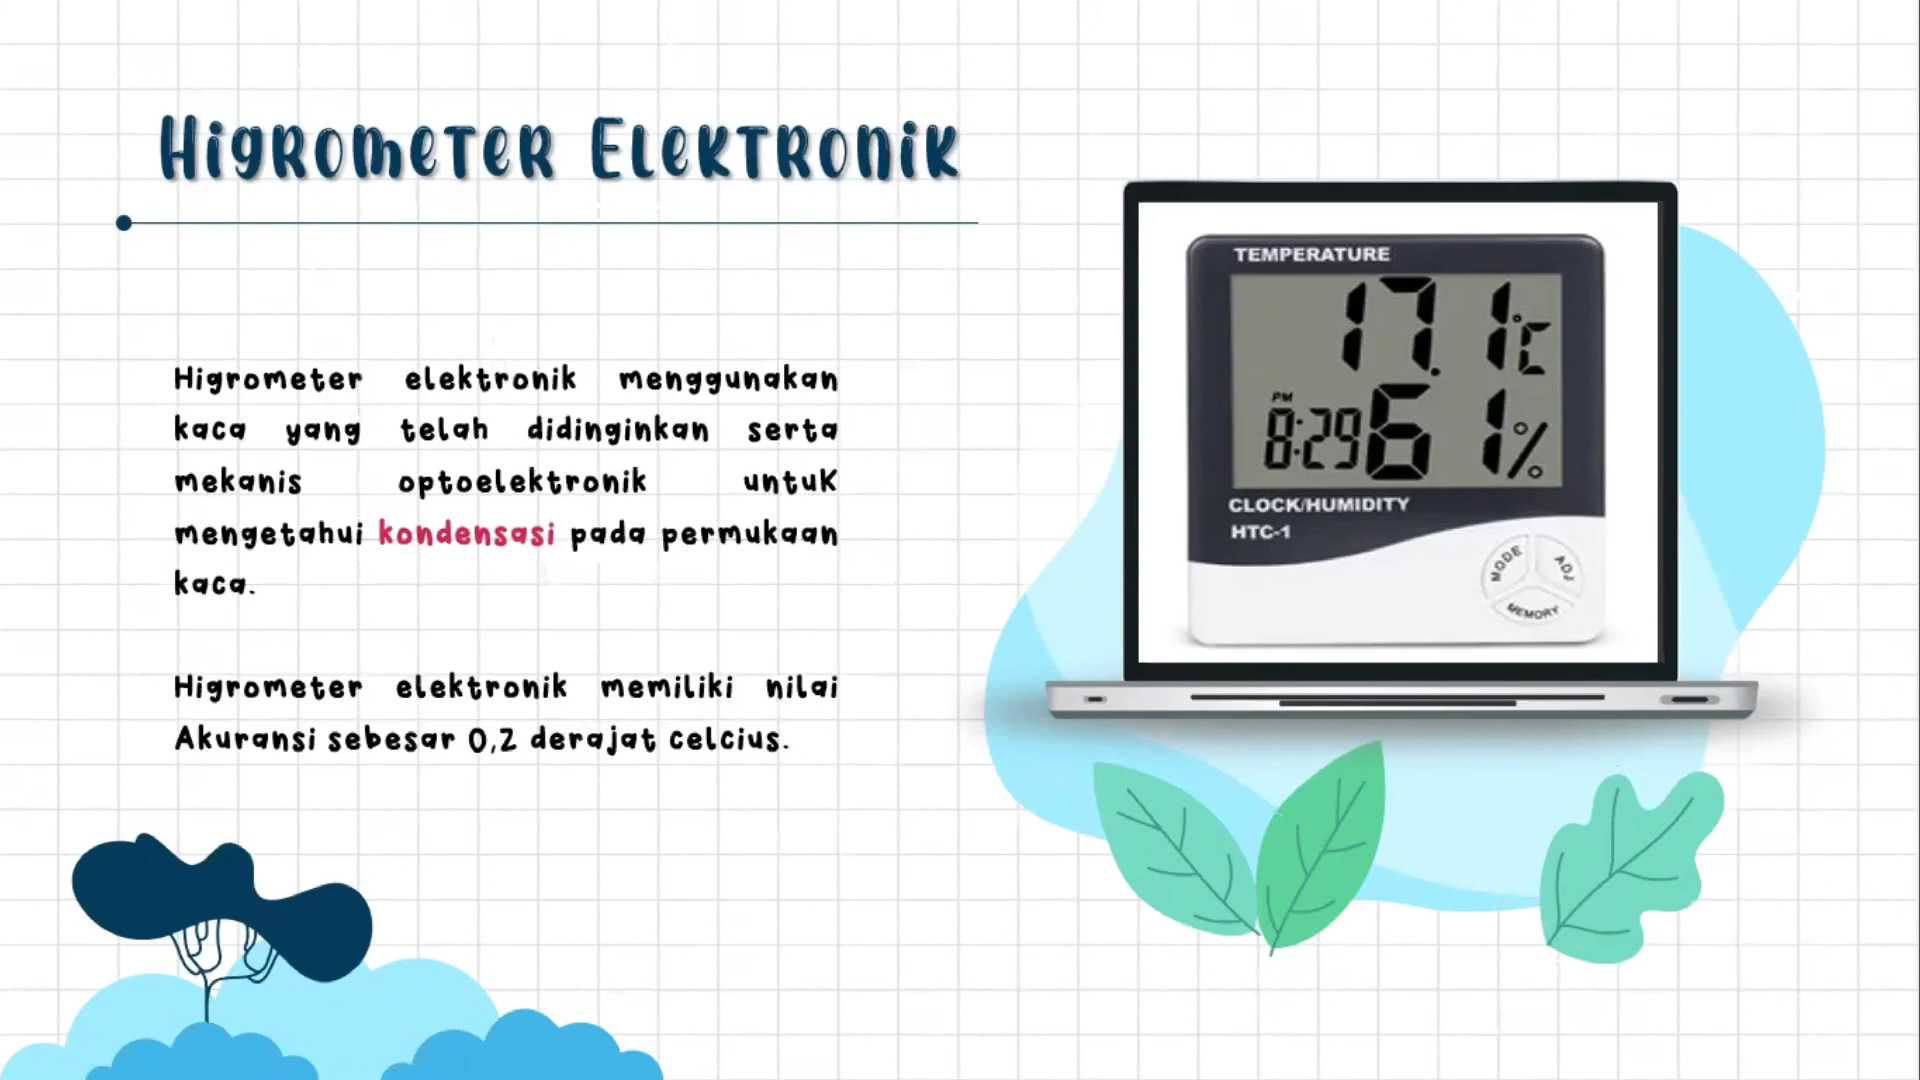 Higrometer Elektronik
Higrometer elektronik menggunakan
kaca yang telah didinginkan serta
mekanis optoelektronik untuK
mengetahui kondensasi pada permukaan
kaca.
Higrometer elektronik memiliki nilai
Akuransi sebesar 0,2 derajat celcius.
TEMPERATURE
17.1°C
PM
8:29 61%
CLOCK/HUMIDITY
HTC-1
MODE
ADJ
MEMORY